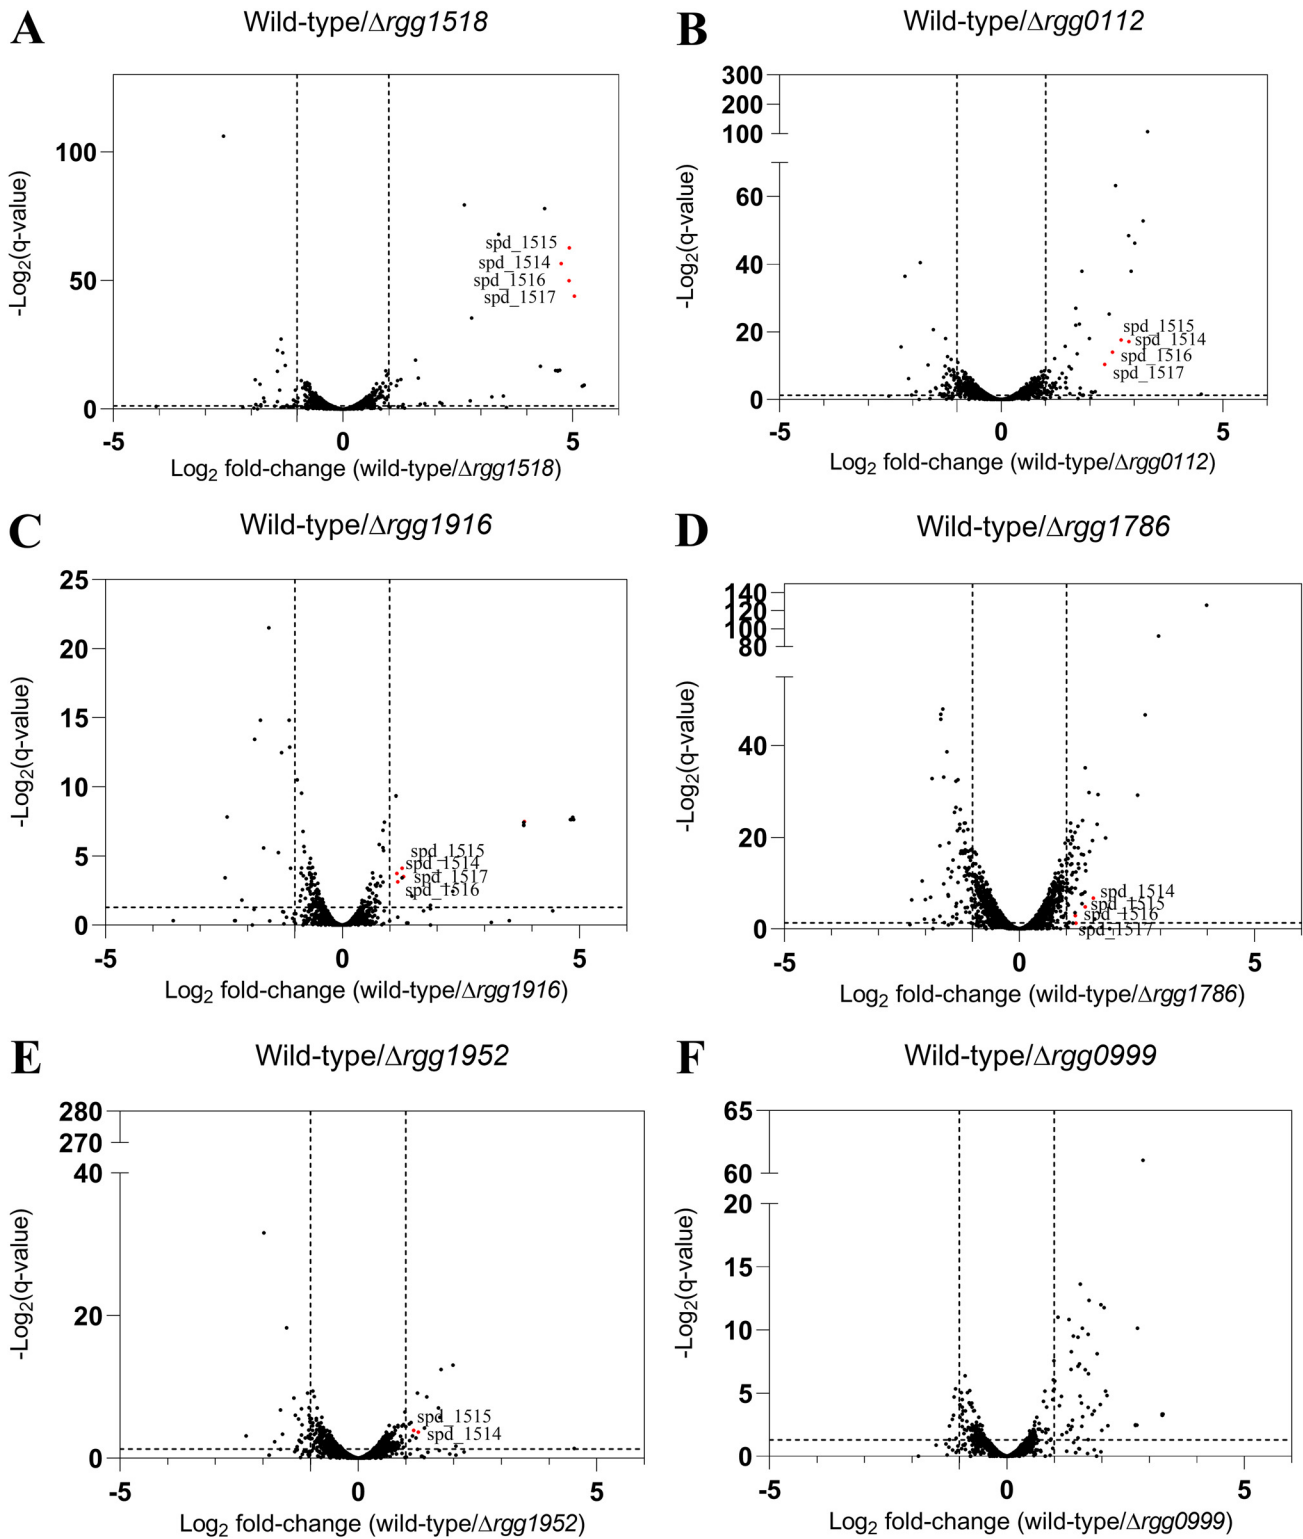 A
Wild-type/Δrgg1518
-Log2(q-value)
100
50
0
spd_1515
spd_1514
spd_1516
spd_1517
-5
0
5
Log2 fold-change (wild-type/Δrgg1518)
B
Wild-type/Δrgg0112
-Log2(q-value)
300
200
100
60
40
20
0
spd_1515
spd_1514
spd_1516
spd_1517
-5
0
5
Log2 fold-change (wild-type/Δrgg0112)
C
Wild-type/Δrgg1916
-Log2(q-value)
25
20
15
10
5
0
spd_1515
spd_1514
spd_1517
spd_1516
-5
0
5
Log2 fold-change (wild-type/Δrgg1916)
D
Wild-type/Δrgg1786
-Log2(q-value)
140
120
100
80
40
20
0
spd_1514
spd_1515
spd_1516
spd_1517
-5
0
5
Log2 fold-change (wild-type/Δrgg1786)
E
Wild-type/Δrgg1952
-Log2(q-value)
280
270
40
20
0
spd_1515
spd_1514
-5
0
5
Log2 fold-change (wild-type/Δrgg1952)
F
Wild-type/Δrgg0999
-Log2(q-value)
65
60
20
15
10
5
0
-5
0
5
Log2 fold-change (wild-type/Δrgg0999)